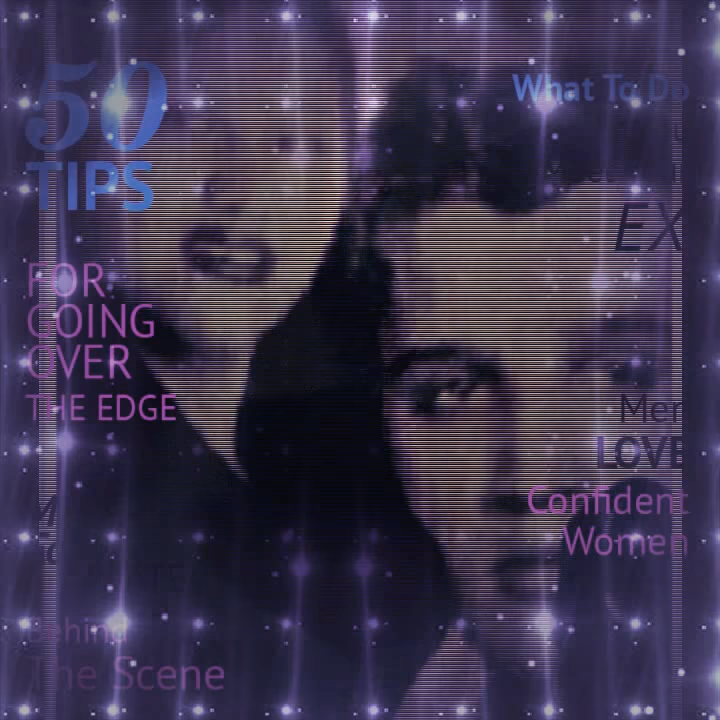 50
TIPS
FOR
GOING
OVER
THE EDGE
Behind
The Scene
What To Do
EX
Men
LOVE
Confident
Women